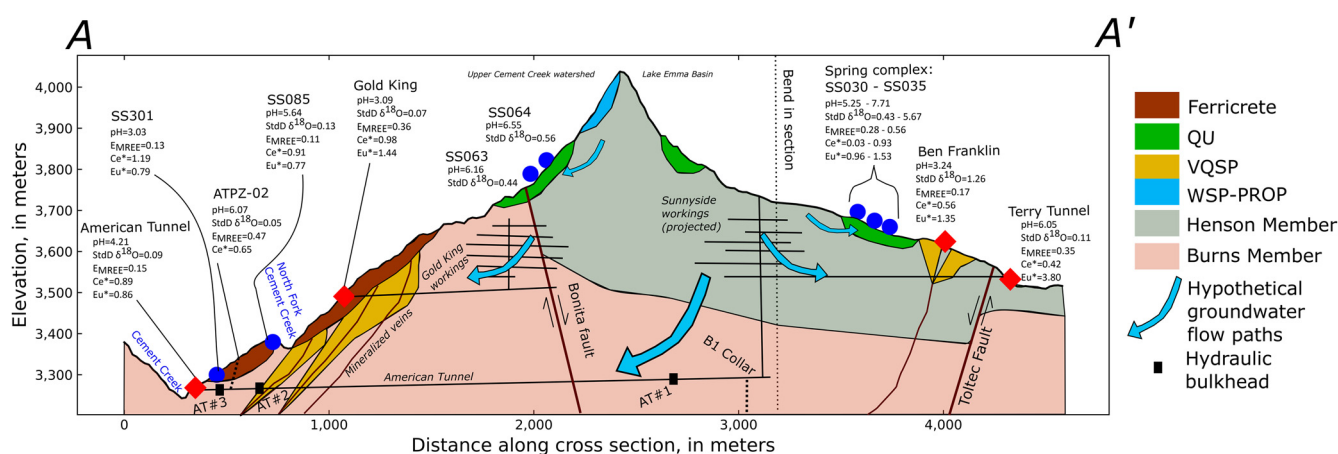 A
A'
Upper Cement Creek watershed
Lake Emma Basin
Bend in section
Spring complex:
SS030 - SS035
pH=5.25 - 7.71
StdD δ¹⁸O=0.43 - 5.67
EMREE=0.28 - 0.56
Ce*=0.03 - 0.93
Eu*=0.96 - 1.53
Gold King
pH=3.09
StdD δ¹⁸O=0.07
EMREE=0.36
Ce*=0.98
Eu*=1.44
SS085
pH=5.64
StdD δ¹⁸O=0.13
EMREE=0.11
Ce*=0.91
Eu*=0.77
SS301
pH=3.03
EMREE=0.13
Ce*=1.19
Eu*=0.79
SS064
pH=6.55
StdD δ¹⁸O=0.56
SS063
pH=6.16
StdD δ¹⁸O=0.44
Ben Franklin
pH=3.24
StdD δ¹⁸O=1.26
EMREE=0.17
Ce*=0.56
Eu*=1.35
ATPZ-02
pH=6.07
StdD δ¹⁸O=0.05
EMREE=0.47
Ce*=0.65
Terry Tunnel
pH=6.05
StdD δ¹⁸O=0.11
EMREE=0.35
Ce*=0.42
Eu*=3.80
American Tunnel
pH=4.21
StdD δ¹⁸O=0.09
EMREE=0.15
Ce*=0.89
Eu*=0.86
Sunnyside
workings
(projected)
Gold King
workings
North Fork
Cement Creek
Cement Creek
Mineralized veins
Bonita fault
B1 Collar
Toltec Fault
American Tunnel
AT#3
AT#2
AT#1
Elevation, in meters
4,000
3,900
3,800
3,700
3,600
3,500
3,400
3,300
0
1,000
2,000
3,000
4,000
Distance along cross section, in meters
Ferricrete
QU
VQSP
WSP-PROP
Henson Member
Burns Member
Hypothetical
groundwater
flow paths
Hydraulic
bulkhead